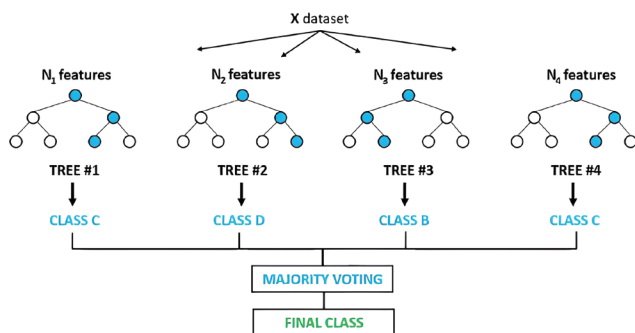 X dataset
N₁ features
N₂ features
N₃ features
N₄ features
TREE #1
TREE #2
TREE #3
TREE #4
CLASS C
CLASS D
CLASS B
CLASS C
MAJORITY VOTING
FINAL CLASS